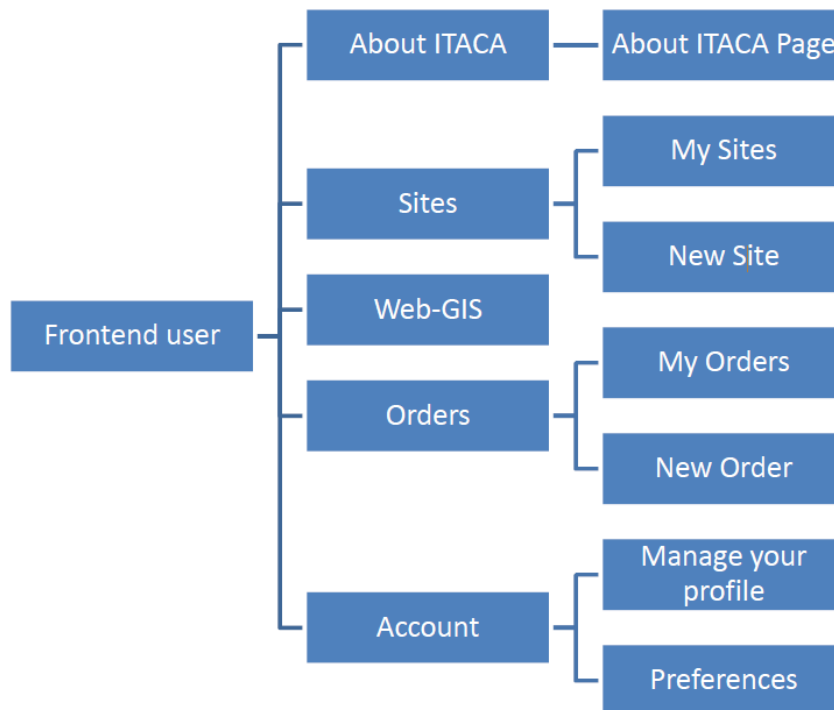 About ITACA
About ITACA Page
Sites
My Sites
New Site
Web-GIS
Frontend user
Orders
My Orders
New Order
Account
Manage your
profile
Preferences